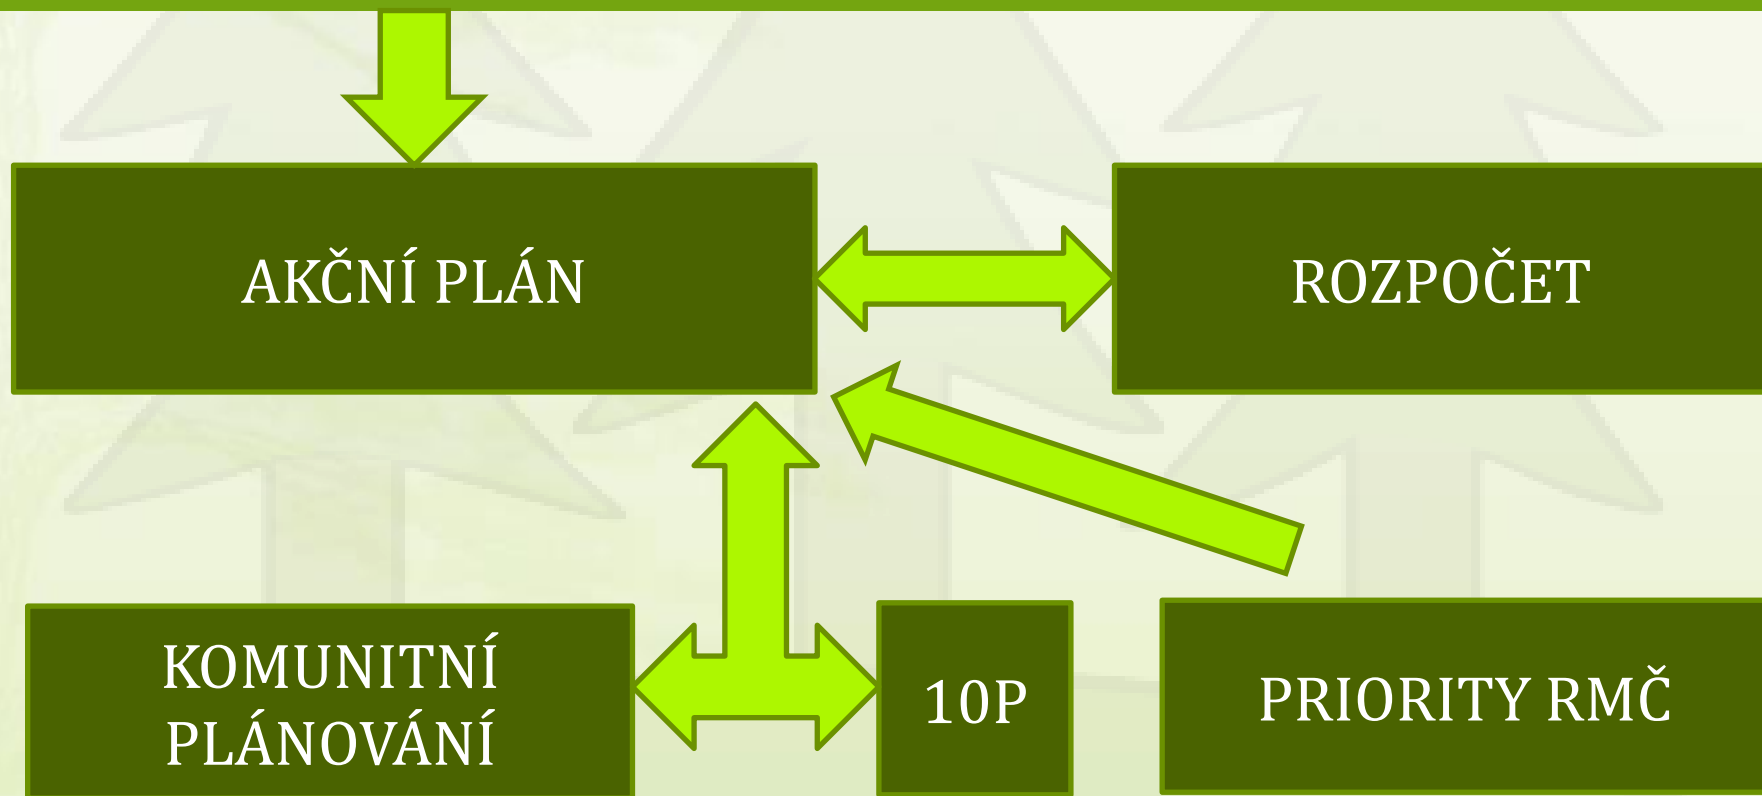 AKČNÍ PLÁN
ROZPOČET
KOMUNITNÍ
PLÁNOVÁNÍ
10P
PRIORITY RMČ